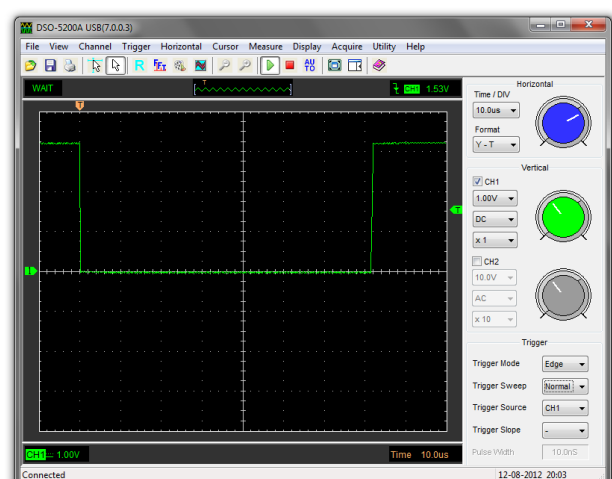 DSO-5200A USB(7.0.0.3)
File View Channel Trigger Horizontal Cursor Measure Display Acquire Utility Help
R FFT AUTO
WAIT T CH1 1.53V
T
T
1
CH1 1.00V Time 10.0us
Horizontal
Time / DIV
10.0us
Format
Y - T
Vertical
CH1
1.00V
DC
x 1
CH2
10.0V
AC
x 10
Trigger
Trigger Mode Edge
Trigger Sweep Normal
Trigger Source CH1
Trigger Slope -
Pulse Width 10.0nS
Connected 12-08-2012 20:03